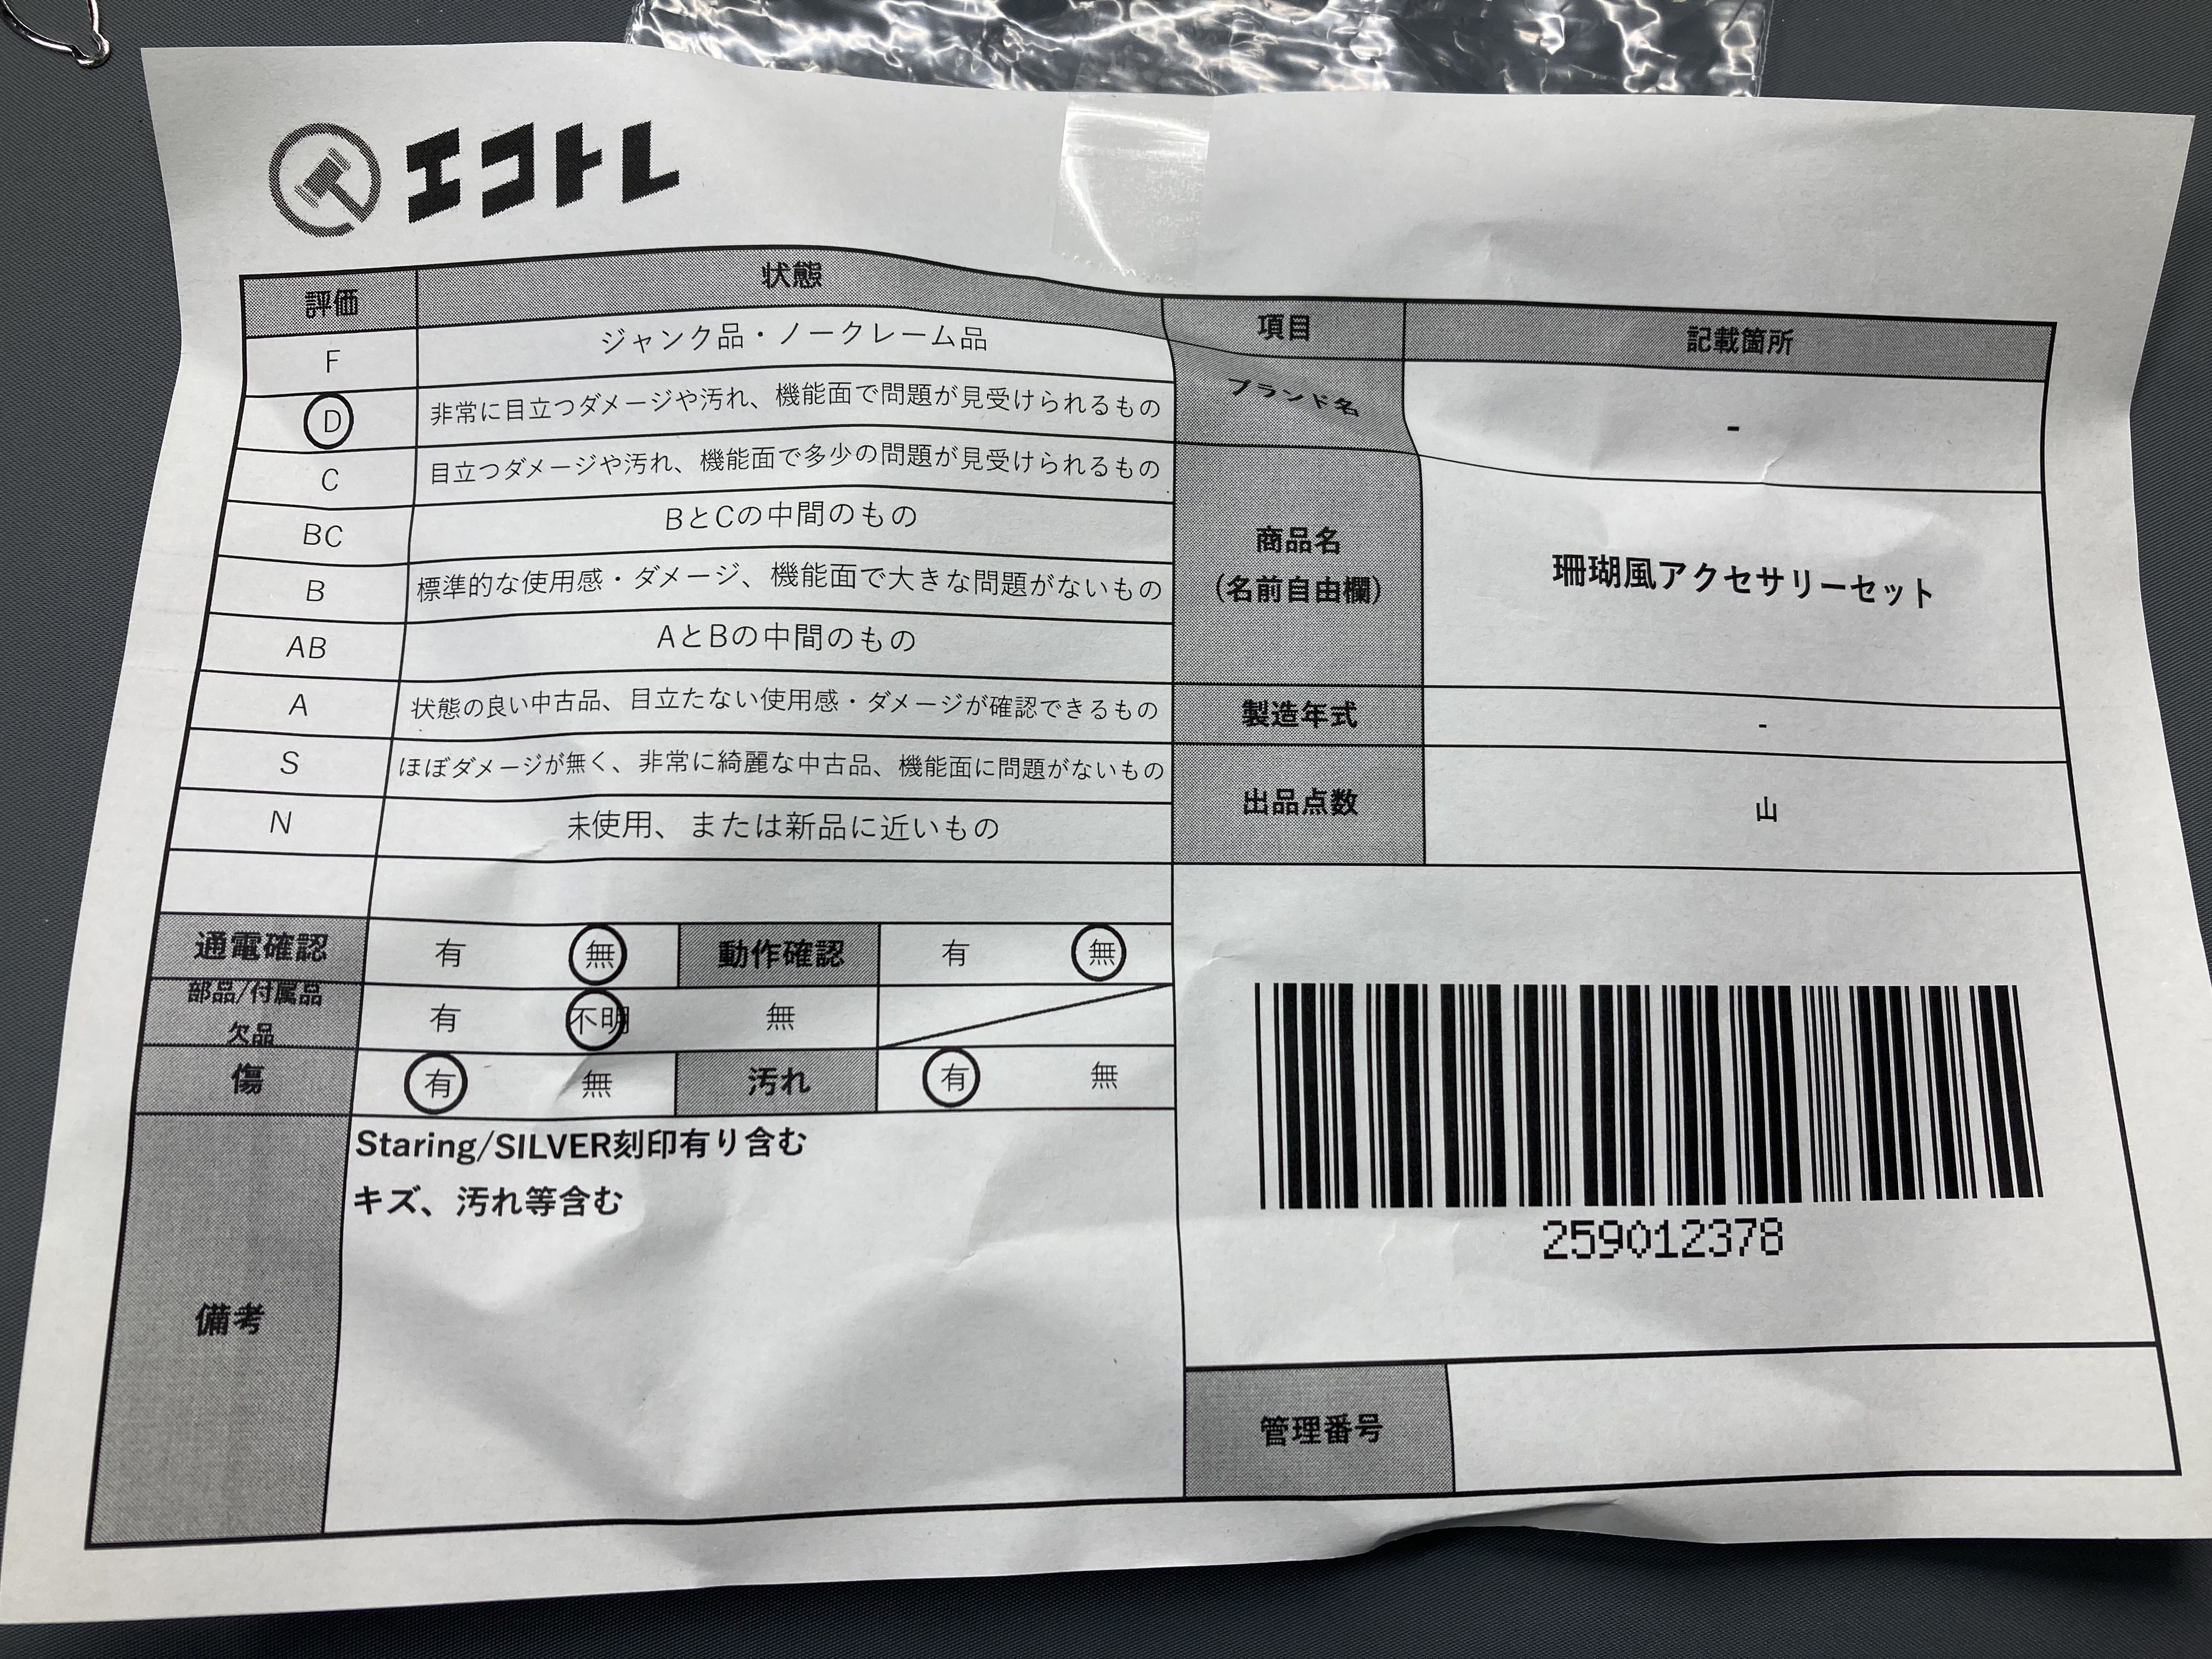 エコトレ
評価 状態
F ジャンク品・ノークレーム品
D 非常に目立つダメージや汚れ、機能面で問題が見受けられるもの
C 目立つダメージや汚れ、機能面で多少の問題が見受けられるもの
BC BとCの中間のもの
B 標準的な使用感・ダメージ、機能面で大きな問題がないもの
AB AとBの中間のもの
A 状態の良い中古品、目立たない使用感・ダメージが確認できるもの
S ほぼダメージが無く、非常に綺麗な中古品、機能面に問題がないもの
N 未使用、または新品に近いもの
通電確認 有 無 動作確認 有 無
部品/付属品
欠品
有 不明 無
傷 有 無 汚れ 有 無
備考
Staring/SILVER刻印有り含む
キズ、汚れ等含む
項目 記載箇所
ブランド名 -
商品名
(名前自由欄)
珊瑚風アクセサリーセット
製造年式 -
出品点数 山
259012378
管理番号